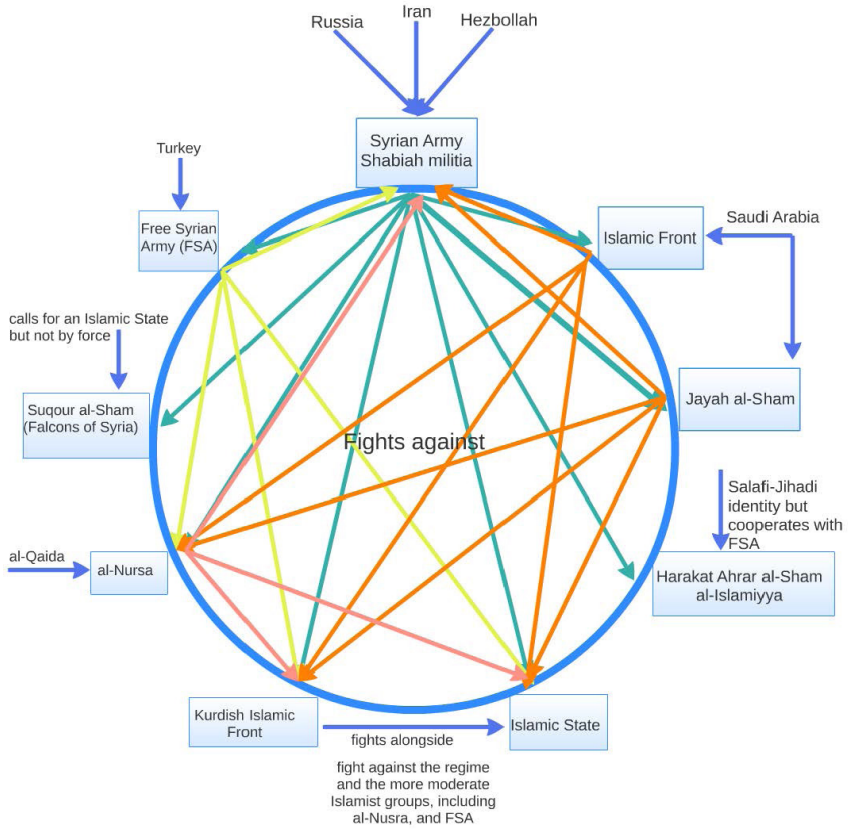 Russia
Iran
Hezbollah
Syrian Army
Shabiah militia
Turkey
Free Syrian
Army (FSA)
Islamic Front
Saudi Arabia
calls for an Islamic State
but not by force
Suqour al-Sham
(Falcons of Syria)
Jayah al-Sham
Fights against
Salafi-Jihadi
identity but
cooperates with
FSA
al-Qaida
al-Nursa
Harakat Ahrar al-Sham
al-Islamiyya
Kurdish Islamic
Front
fights alongside
Islamic State
fight against the regime
and the more moderate
Islamist groups, including
al-Nusra, and FSA